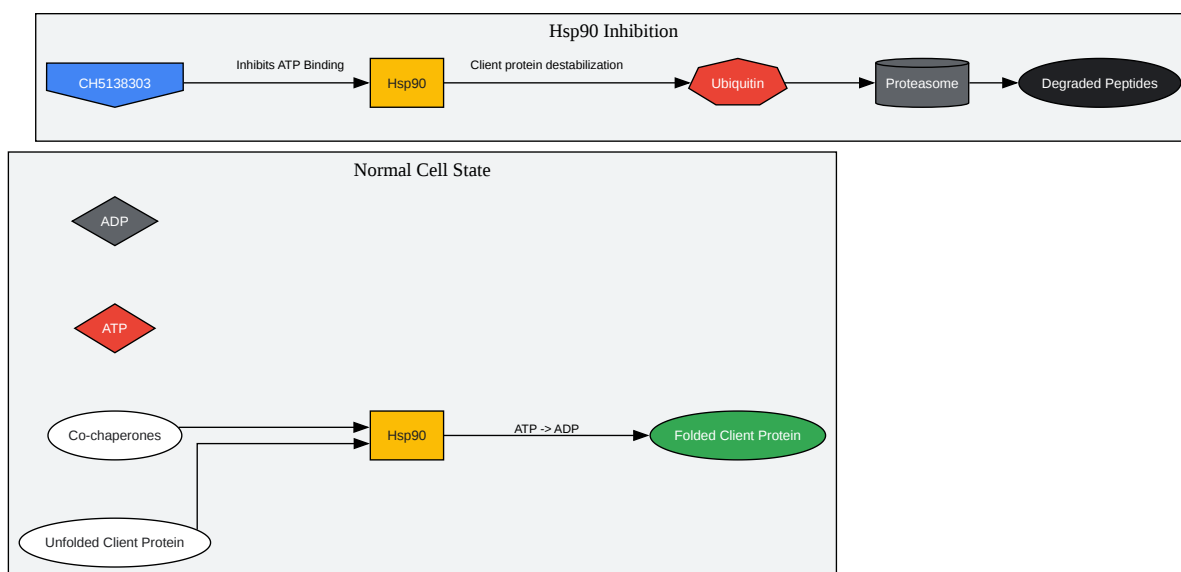 Hsp90 Inhibition
CH5138303
Inhibits ATP Binding
Hsp90
Client protein destabilization
Ubiquitin
Proteasome
Degraded Peptides
Normal Cell State
ADP
ATP
Co-chaperones
Hsp90
ATP -> ADP
Folded Client Protein
Unfolded Client Protein